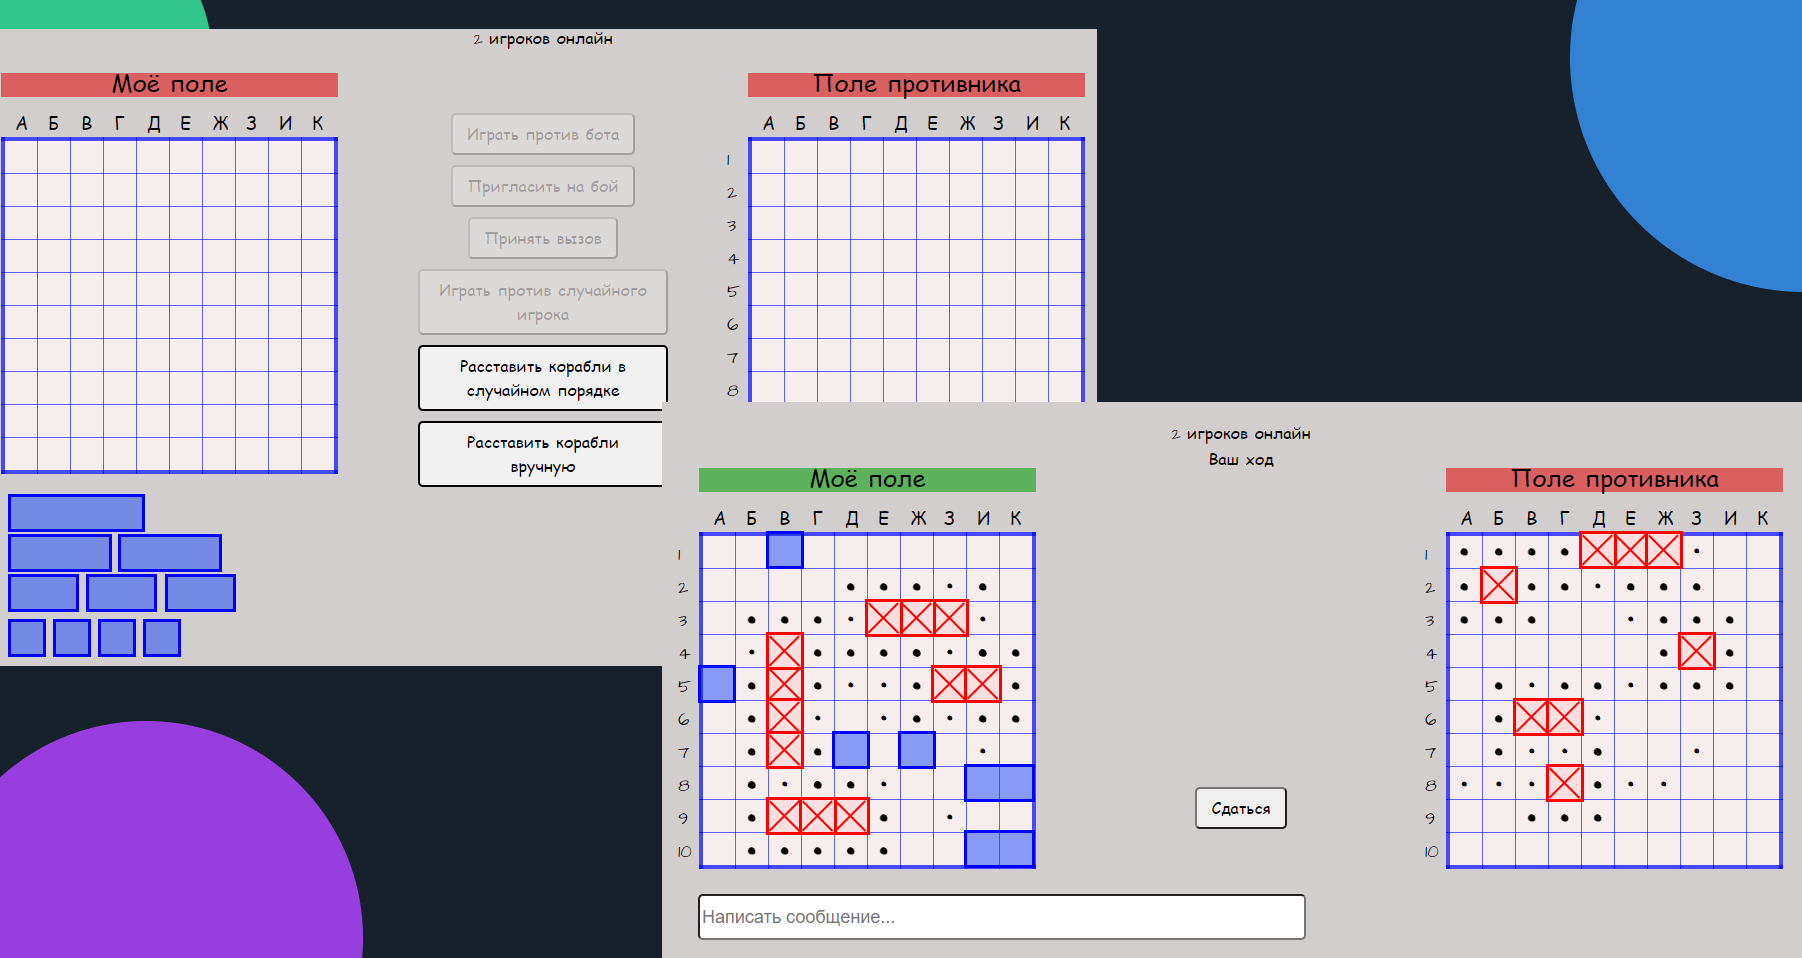 2 игроков онлайн
Моё поле
Поле противника
А Б В Г Д Е Ж З И К
А Б В Г Д Е Ж З И К
Играть против бота
Пригласить на бой
Принять вызов
Играть против случайного
игрока
Расставить корабли в
случайном порядке
Расставить корабли
вручную
1
2
3
4
5
6
7
8
2 игроков онлайн
Ваш ход
Моё поле
Поле противника
А Б В Г Д Е Ж З И К
А Б В Г Д Е Ж З И К
1
2
3
4
5
6
7
8
9
10
1
2
3
4
5
6
7
8
9
10
Сдаться
Написать сообщение...